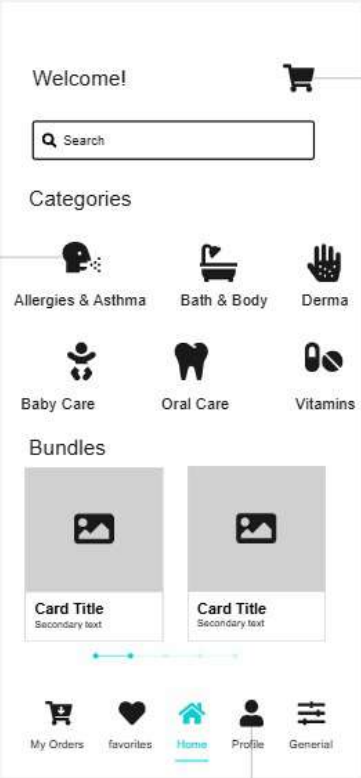 Welcome!
Search
Categories
Allergies & Asthma Bath & Body Derma
Baby Care Oral Care Vitamins
Bundles
Card Title Card Title
Secondary text Secondary text
My Orders favorites Home Profile Generial